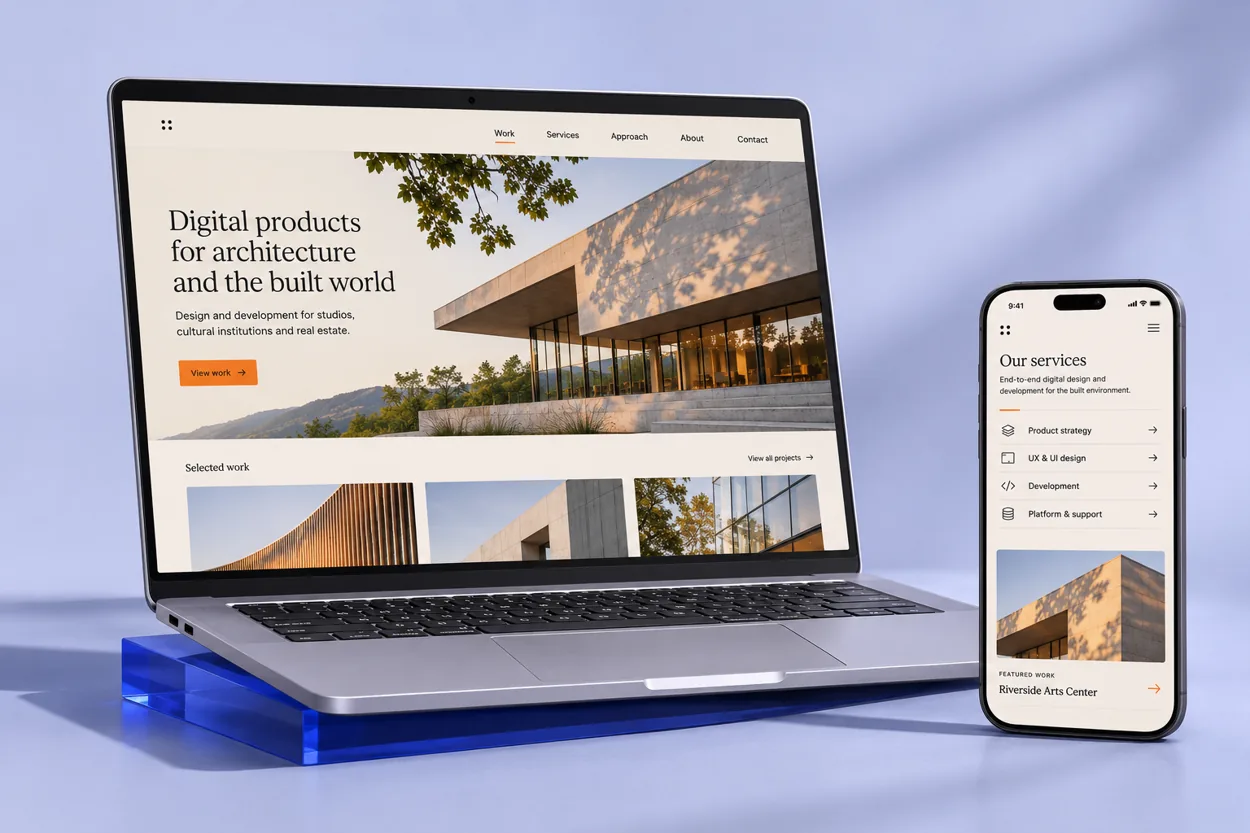 Work
Services
Approach
About
Contact
Digital products
for architecture
and the built world
Design and development for studios,
cultural institutions and real estate.
View work →
Selected work
View all projects →
9:41
Our services
End-to-end digital design and
development for the built environment.
Product strategy →
UX & UI design →
</> Development →
Platform & support →
FEATURED WORK
Riverside Arts Center →